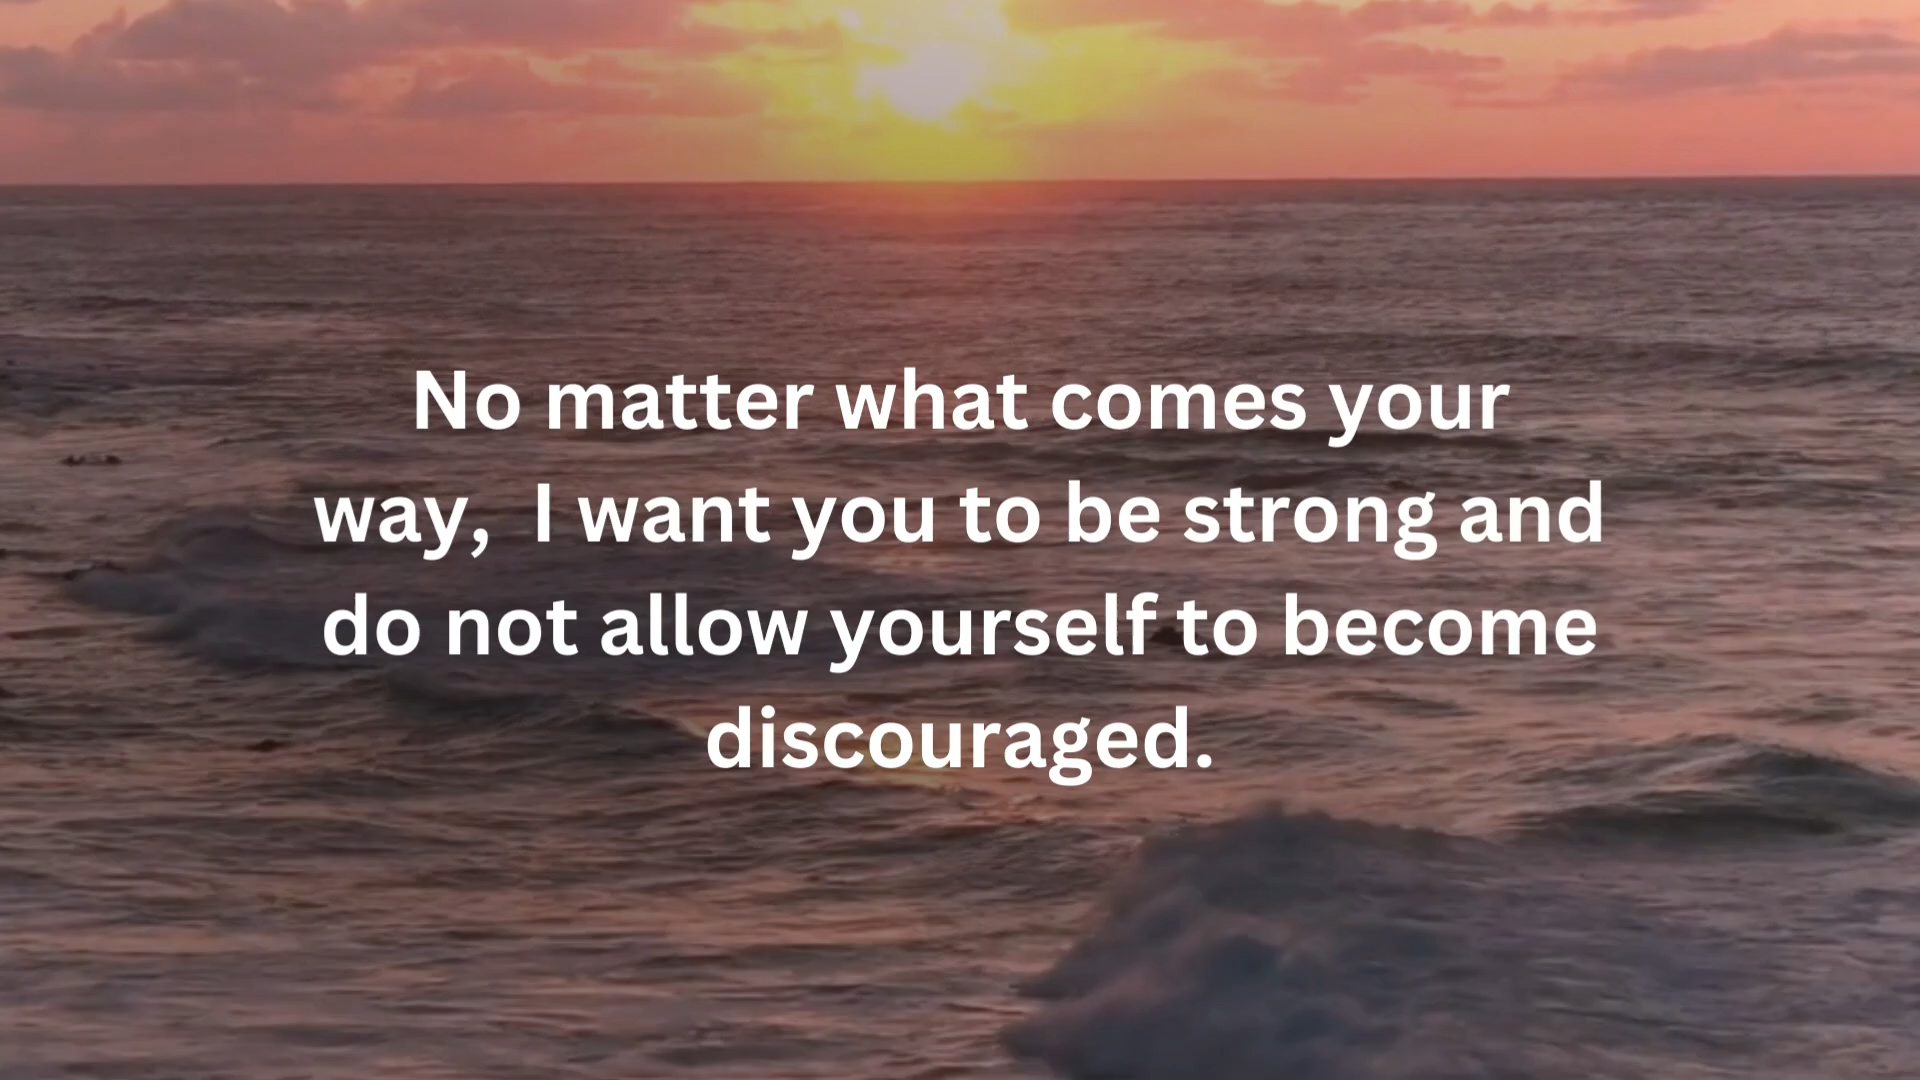 No matter what comes your
way,  I want you to be strong and
do not allow yourself to become
discouraged.